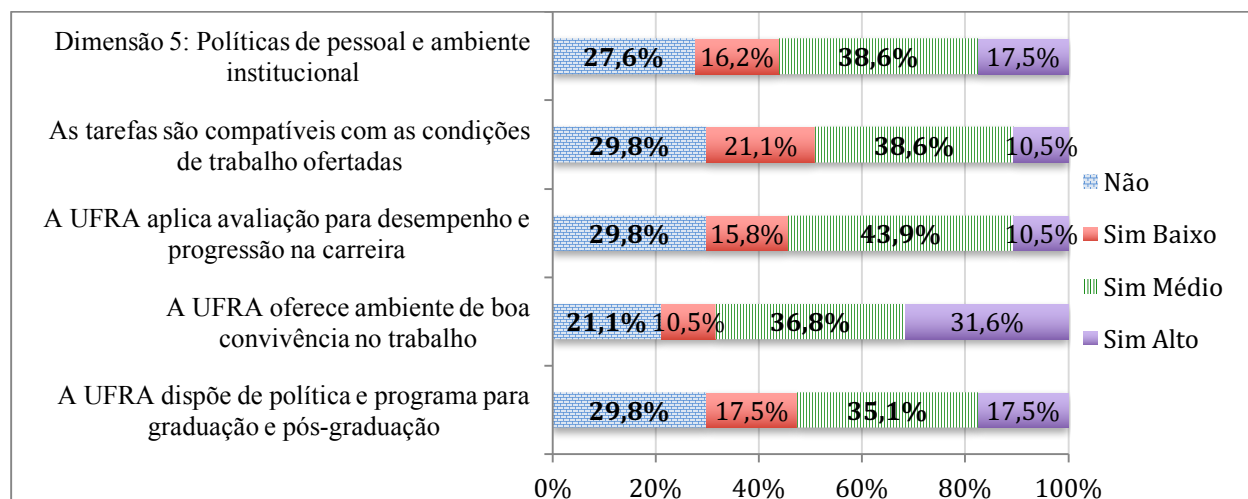 Dimensão 5: Políticas de pessoal e ambiente
institucional
27,6% 16,2% 38,6% 17,5%
As tarefas são compatíveis com as condições
de trabalho ofertadas
29,8% 21,1% 38,6% 10,5%
A UFRA aplica avaliação para desempenho e
progressão na carreira
29,8% 15,8% 43,9% 10,5%
A UFRA oferece ambiente de boa
convivência no trabalho
21,1% 10,5% 36,8% 31,6%
A UFRA dispõe de política e programa para
graduação e pós-graduação
29,8% 17,5% 35,1% 17,5%
0% 20% 40% 60% 80% 100%
Não
Sim Baixo
Sim Médio
Sim Alto